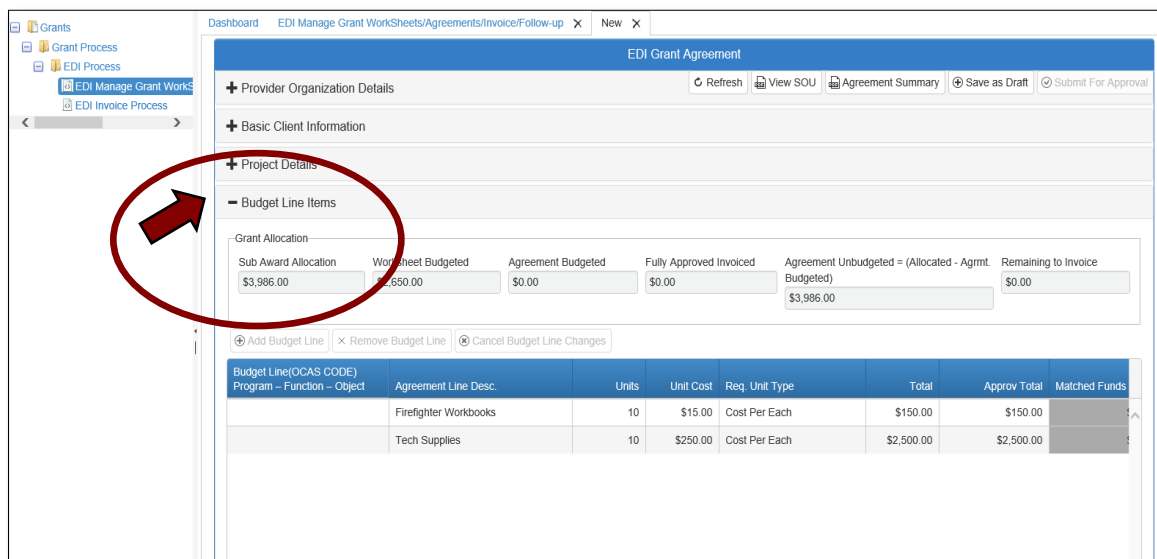 Grants
Grant Process
EDI Process
EDI Manage Grant WorkS
EDI Invoice Process
Dashboard EDI Manage Grant WorkSheets/Agreements/Invoice/Follow-up New
EDI Grant Agreement
Provider Organization Details
Refresh View SOU Agreement Summary Save as Draft Submit For Approval
Basic Client Information
Project Details
Budget Line Items
Grant Allocation
Sub Award Allocation Worksheet Budgeted Agreement Budgeted Fully Approved Invoiced Agreement Unbudgeted = (Allocated - Agrmt. Remaining to Invoice
Budgeted)
$3,986.00 $2,650.00 $0.00 $0.00 $0.00
$3,986.00
Add Budget Line Remove Budget Line Cancel Budget Line Changes
Budget Line(OCAS CODE)
Program – Function – Object Agreement Line Desc. Units Unit Cost Req. Unit Type Total Approv Total Matched Funds
Firefighter Workbooks 10 $15.00 Cost Per Each $150.00 $150.00
Tech Supplies 10 $250.00 Cost Per Each $2,500.00 $2,500.00